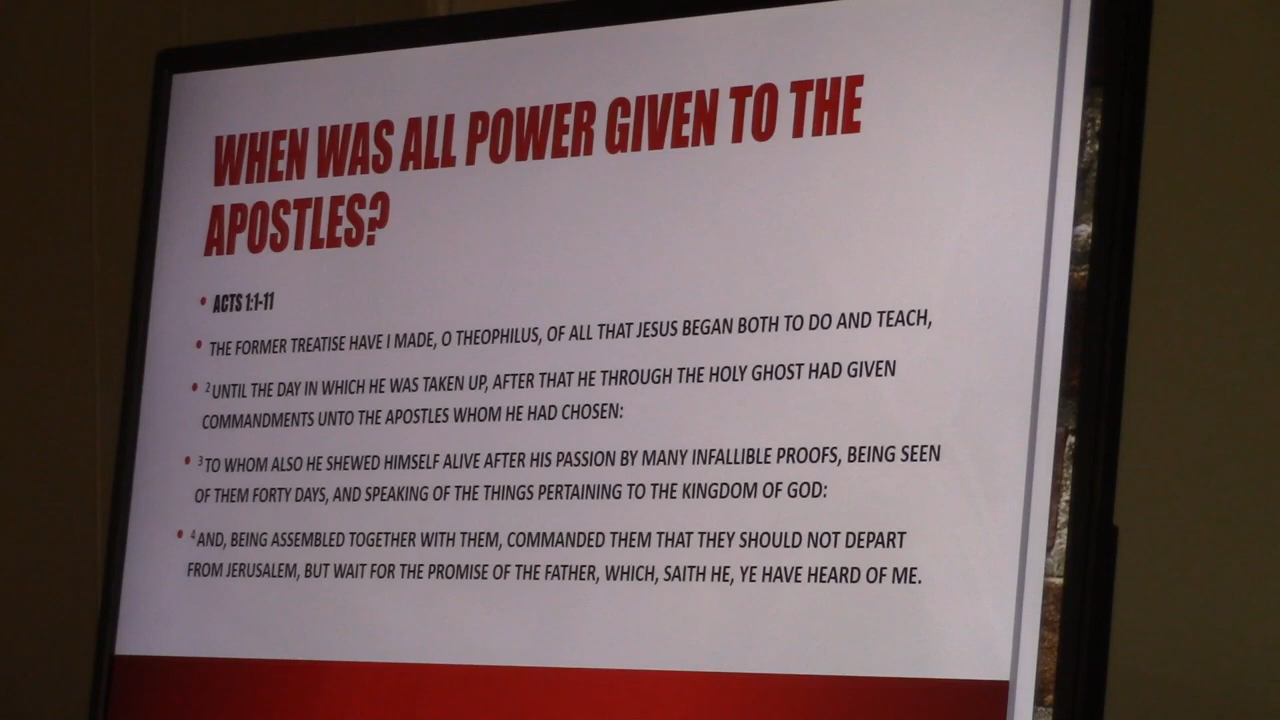 WHEN WAS ALL POWER GIVEN TO THE
APOSTLES?
• ACTS 1:1-11
• THE FORMER TREATISE HAVE I MADE, O THEOPHILUS, OF ALL THAT JESUS BEGAN BOTH TO DO AND TEACH,
• ² UNTIL THE DAY IN WHICH HE WAS TAKEN UP, AFTER THAT HE THROUGH THE HOLY GHOST HAD GIVEN
COMMANDMENTS UNTO THE APOSTLES WHOM HE HAD CHOSEN:
• ³ TO WHOM ALSO HE SHEWED HIMSELF ALIVE AFTER HIS PASSION BY MANY INFALLIBLE PROOFS, BEING SEEN
OF THEM FORTY DAYS, AND SPEAKING OF THE THINGS PERTAINING TO THE KINGDOM OF GOD:
• ⁴ AND, BEING ASSEMBLED TOGETHER WITH THEM, COMMANDED THEM THAT THEY SHOULD NOT DEPART
FROM JERUSALEM, BUT WAIT FOR THE PROMISE OF THE FATHER, WHICH, SAITH HE, YE HAVE HEARD OF ME.